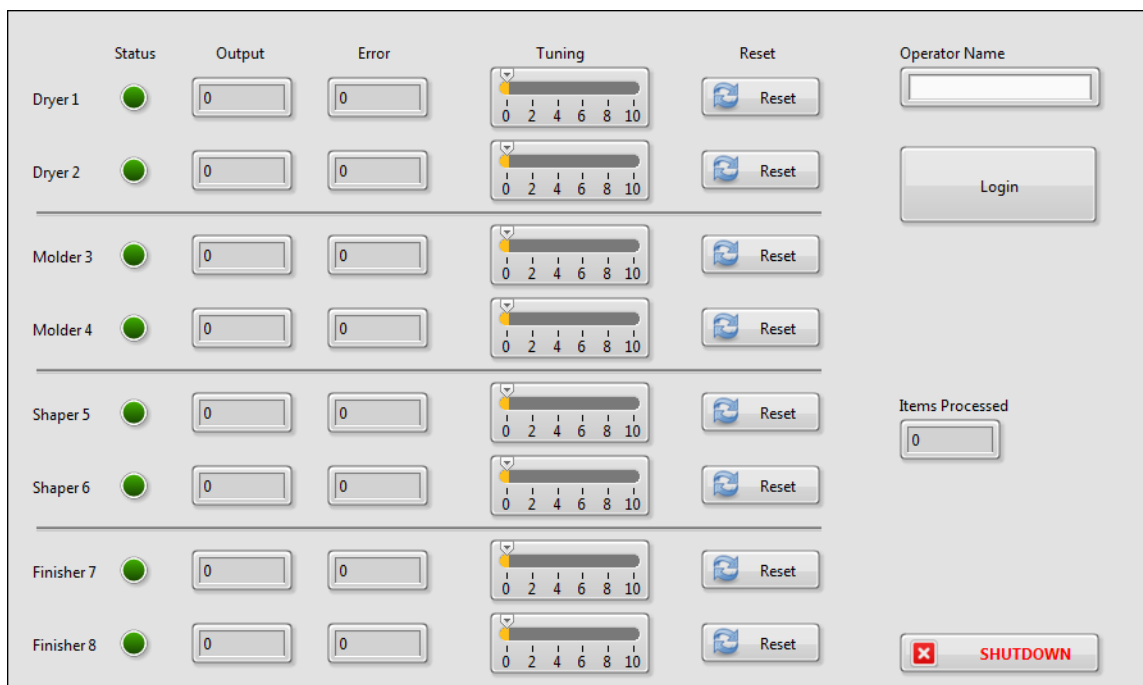 Status Output Error Tuning Reset Operator Name
Dryer 1 0 0 0 2 4 6 8 10 Reset
Dryer 2 0 0 0 2 4 6 8 10 Reset Login
Molder 3 0 0 0 2 4 6 8 10 Reset
Molder 4 0 0 0 2 4 6 8 10 Reset
Items Processed
Shaper 5 0 0 0 2 4 6 8 10 Reset 0
Shaper 6 0 0 0 2 4 6 8 10 Reset
Finisher 7 0 0 0 2 4 6 8 10 Reset
Finisher 8 0 0 0 2 4 6 8 10 Reset SHUTDOWN